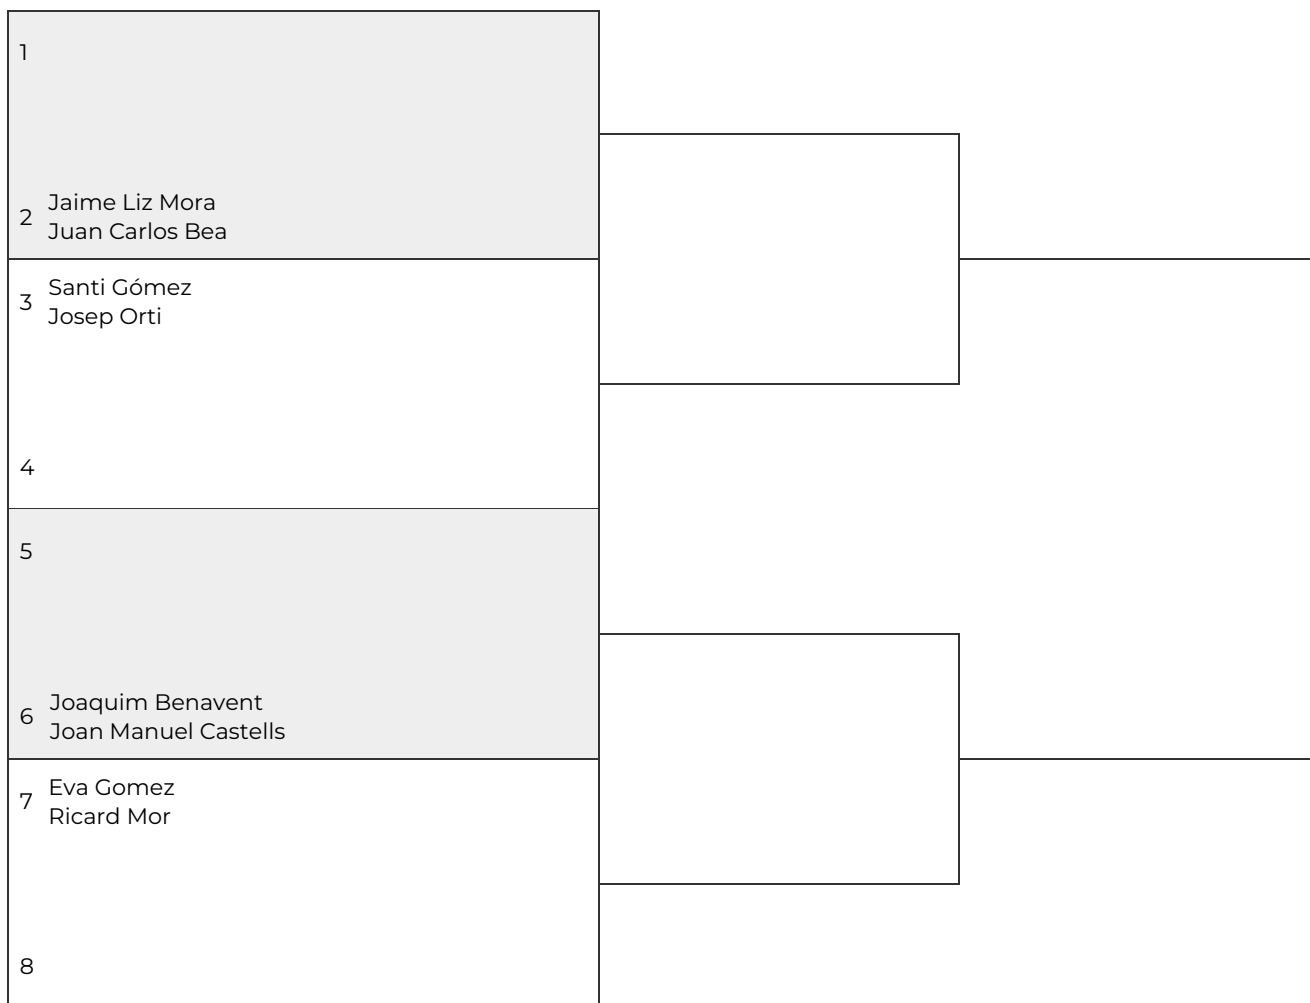 1
2
Jaime Liz Mora
Juan Carlos Bea
3
Santi Gómez
Josep Orti
4
5
6
Joaquim Benavent
Joan Manuel Castells
7
Eva Gomez
Ricard Mor
8